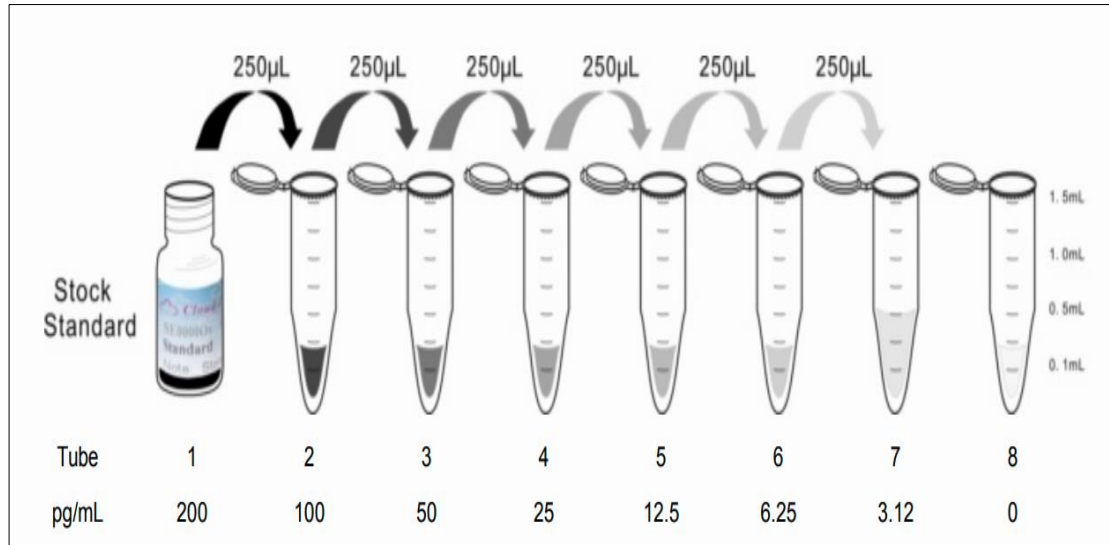 250µL 250µL 250µL 250µL 250µL 250µL
1.5mL
1.0mL
Stock
Standard
0.5mL
Standard
0.1mL
Tube 1 2 3 4 5 6 7 8
pg/mL 200 100 50 25 12.5 6.25 3.12 0